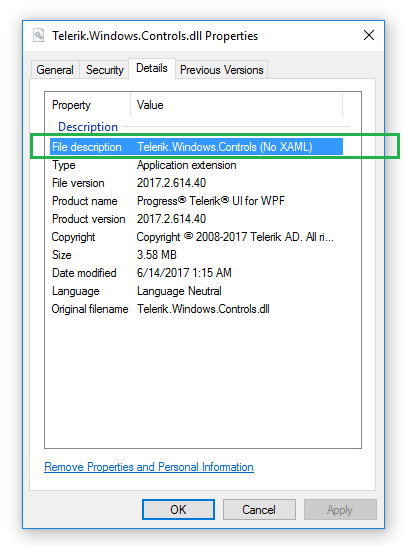 Telerik.Windows.Controls.dll Properties
General Security Details Previous Versions
Property Value
Description
File description Telerik.Windows.Controls (No XAML)
Type Application extension
File version 2017.2.614.40
Product name Progress® Telerik® UI for WPF
Product version 2017.2.614.40
Copyright Copyright © 2008-2017 Telerik AD. All ri...
Size 3.58 MB
Date modified 6/14/2017 1:15 AM
Language Language Neutral
Original filename Telerik.Windows.Controls.dll
Remove Properties and Personal Information
OK Cancel Apply